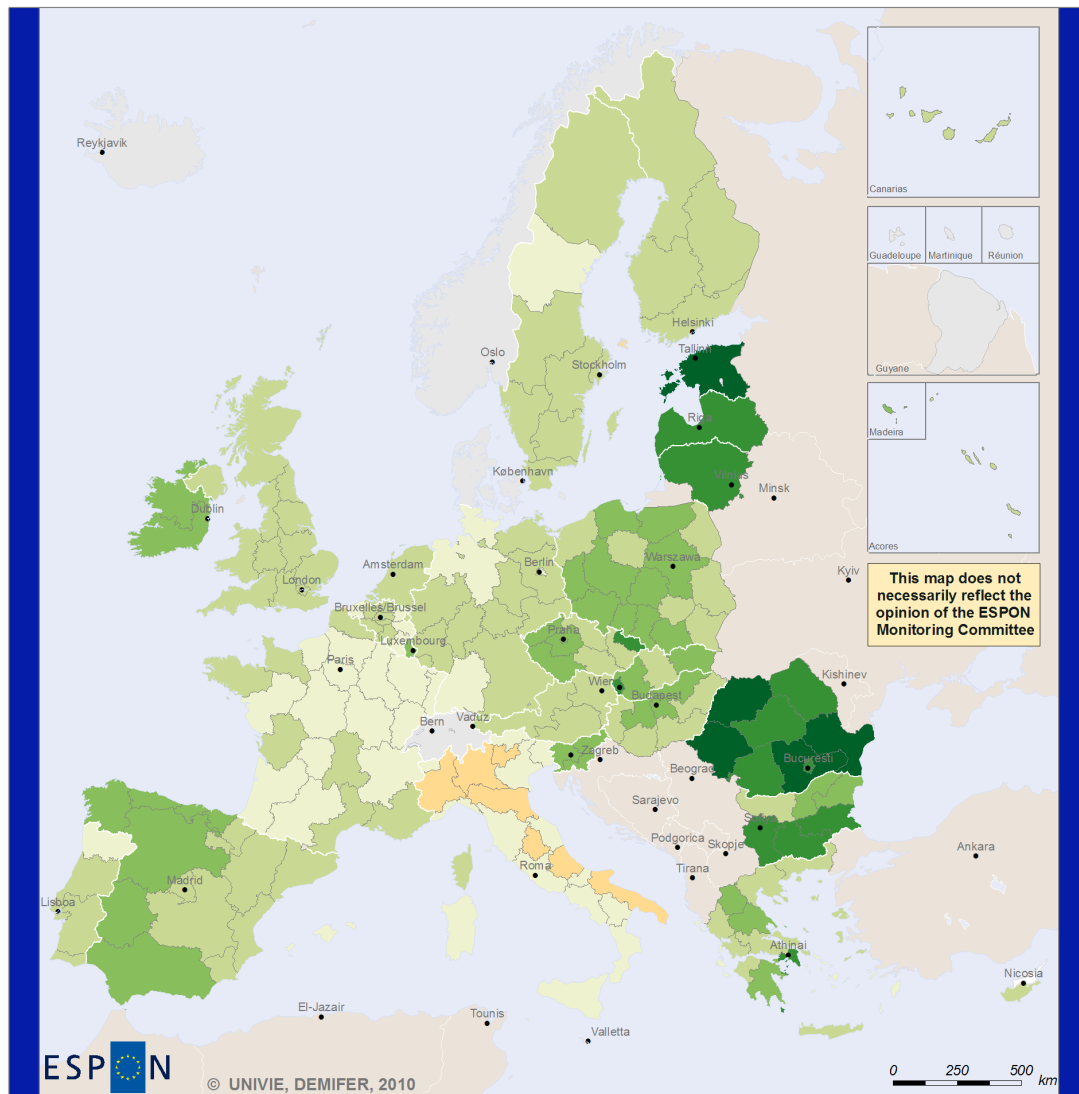 Reykjavik
Canarias
Guadeloupe
Martinique
Réunion
Guyane
Helsinki
Tallinn
Oslo
Stockholm
Riga
Madeira
København
Vilnius
Minsk
Dublin
Acores
Amsterdam
Berlin
Warszawa
Kyiv
London
Bruxelles/Brussel
This map does not
necessarily reflect the
opinion of the ESPON
Monitoring Committee
Luxembourg
Praha
Paris
Kishinev
Wien
Budapest
Bern
Vaduz
Zagreb
Bucuresti
Beograd
Sarajevo
Sofia
Podgorica
Skopje
Ankara
Roma
Tirana
Madrid
Lisboa
Athinai
Nicosia
El-Jazair
Tounis
Valletta
ESPON
© UNIVIE, DEMIFER, 2010
0 250 500
km